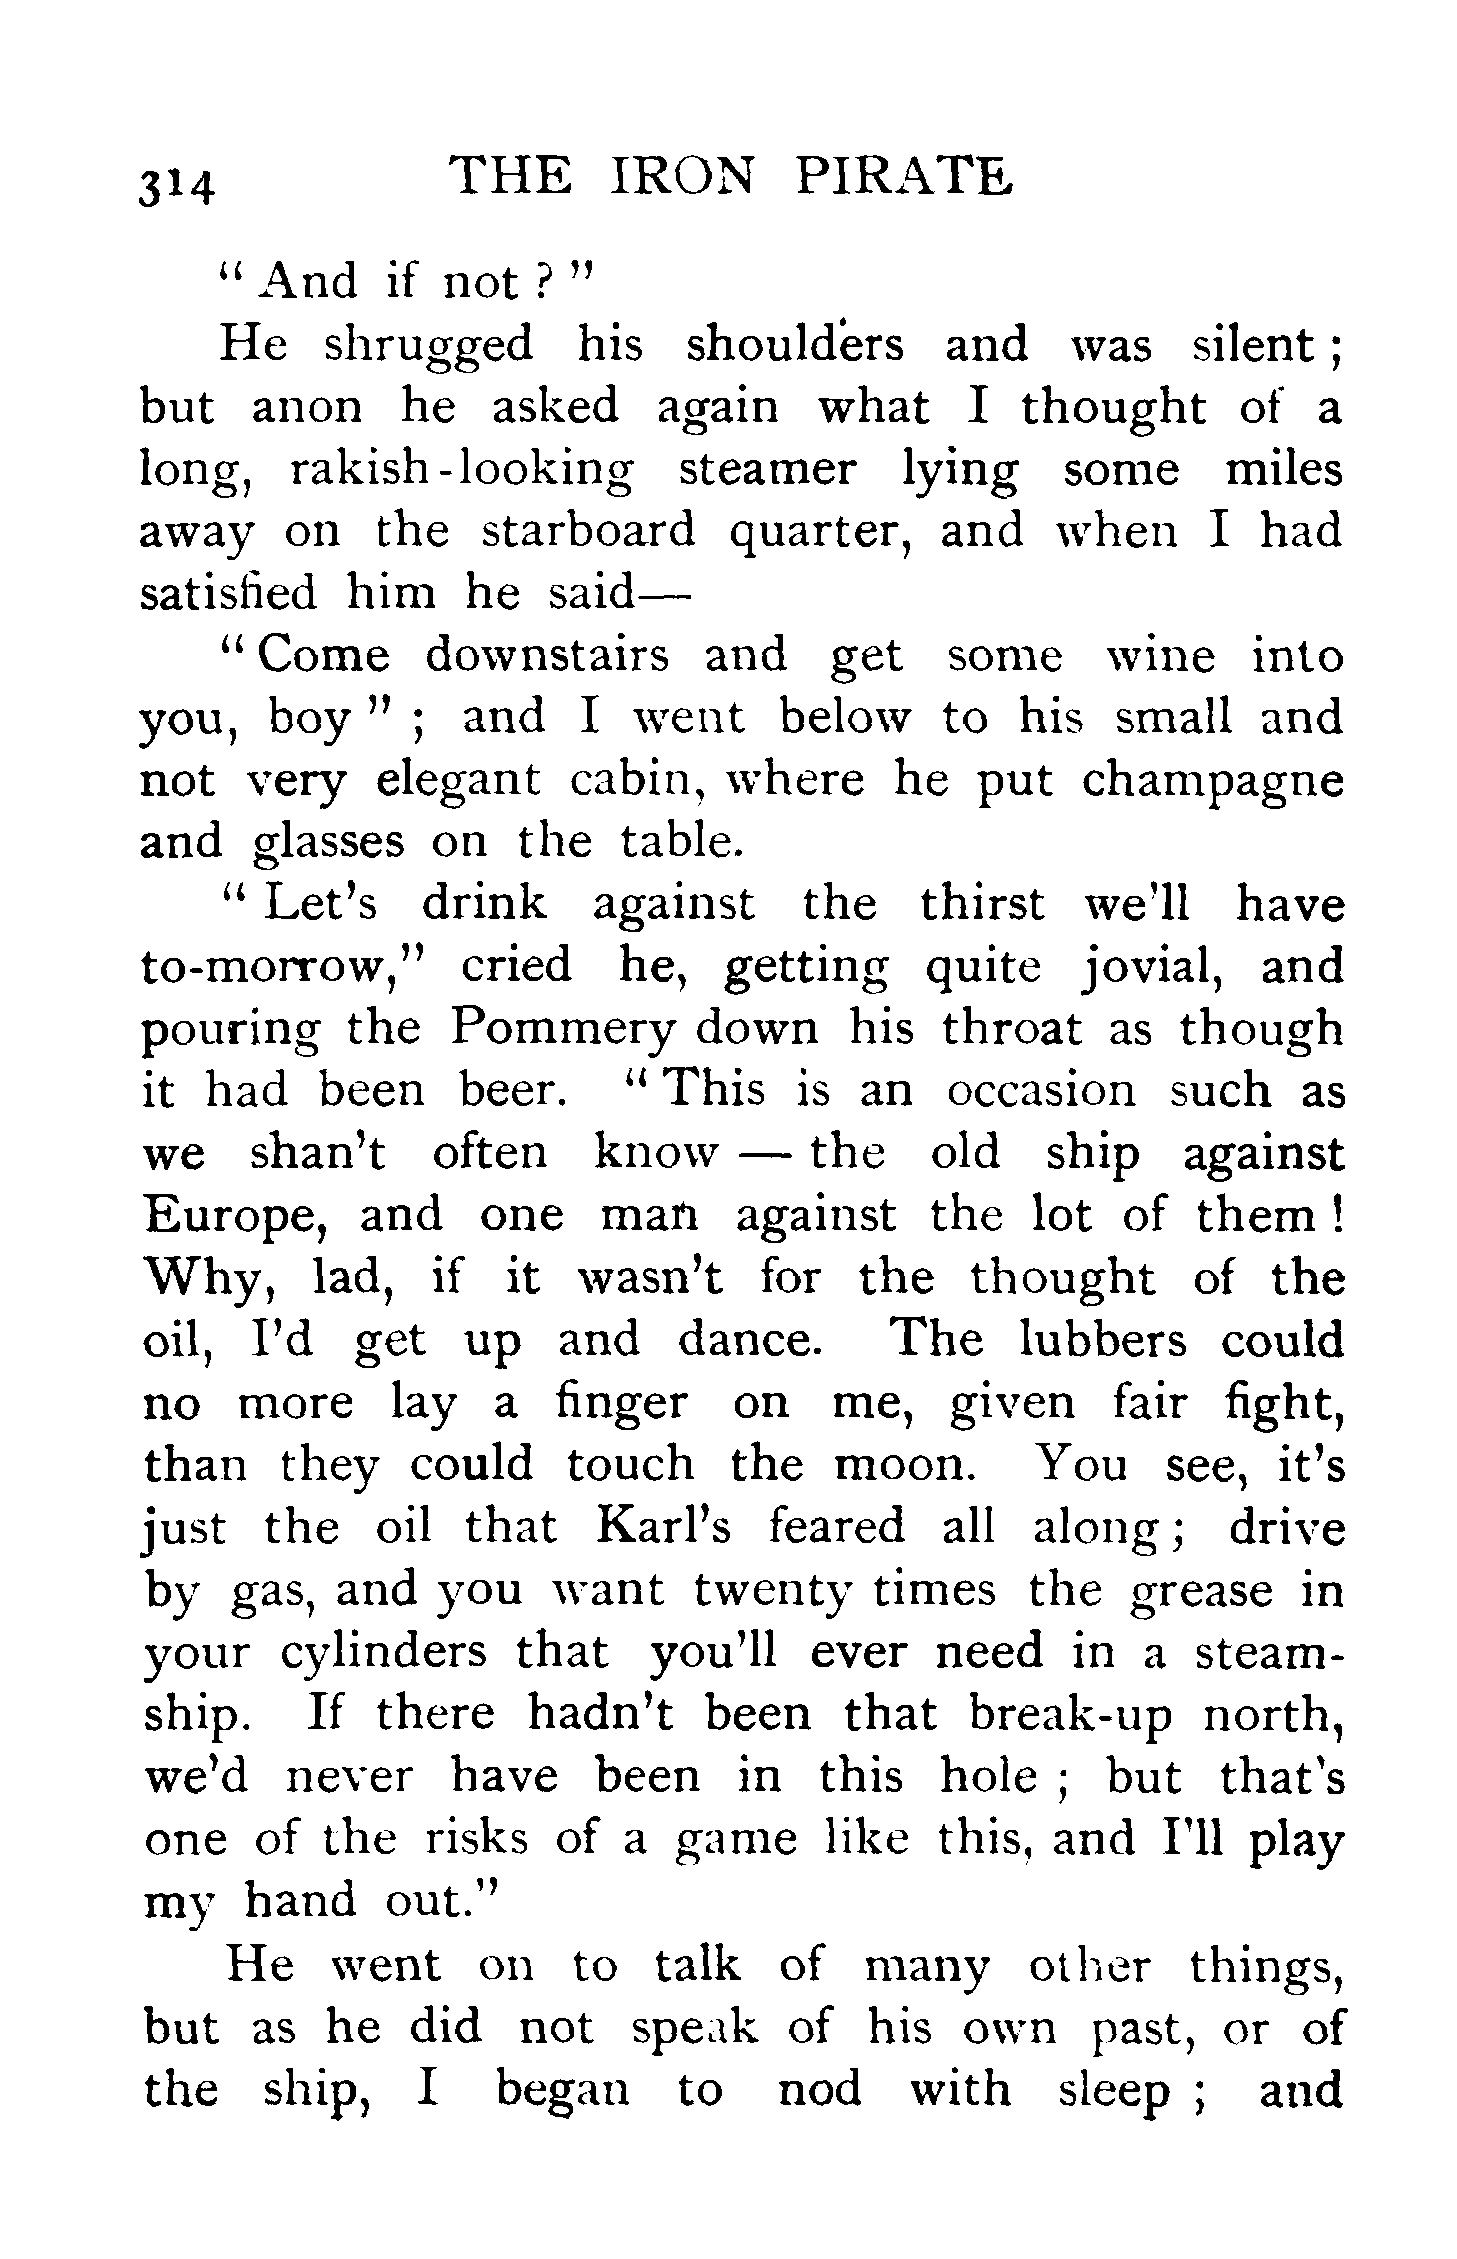 314 THE IRON PIRATE
“ And if not ? ”
He shrugged his shoulders and was silent ;
but anon he asked again what I thought of a
long, rakish-looking steamer lying some miles
away on the starboard quarter, and when I had
satisfied him he said—
“ Come downstairs and get some wine into
you, boy ” ; and I went below to his small and
not very elegant cabin, where he put champagne
and glasses on the table.
“ Let’s drink against the thirst we’ll have
to-morrow,” cried he, getting quite jovial, and
pouring the Pommery down his throat as though
it had been beer. “ This is an occasion such as
we shan’t often know — the old ship against
Europe, and one man against the lot of them !
Why, lad, if it wasn’t for the thought of the
oil, I’d get up and dance. The lubbers could
no more lay a finger on me, given fair fight,
than they could touch the moon. You see, it’s
just the oil that Karl’s feared all along ; drive
by gas, and you want twenty times the grease in
your cylinders that you’ll ever need in a steam-
ship. If there hadn’t been that break-up north,
we’d never have been in this hole ; but that’s
one of the risks of a game like this, and I’ll play
my hand out.”
He went on to talk of many other things,
but as he did not speak of his own past, or of
the ship, I began to nod with sleep ; and